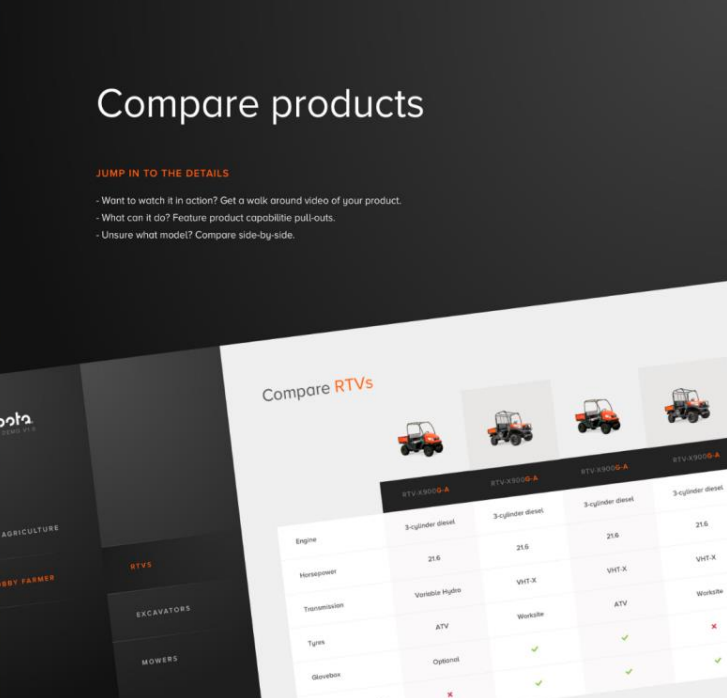 Compare products
JUMP IN TO THE DETAILS
- Want to watch it in action? Get a walk around video of your product.
- What can it do? Feature product capabilitie pull-outs.
- Unsure what model? Compare side-by-side.
Compare RTVs
DEMO V1.0
AGRICULTURE
RTVS
EXCAVATORS
MOWERS
FARMER
RTV-X900G-A RTV-X900G-A RTV-X900G-A RTV-X900G-A
Engine 3-cylinder diesel 3-cylinder diesel 3-cylinder diesel 3-cylinder diesel
Horsepower 21.6 21.6 21.6 21.6
Transmission Variable Hydro VHT-X VHT-X VHT-X
Tyres ATV Worksite ATV Worksite
Glovebox Optional